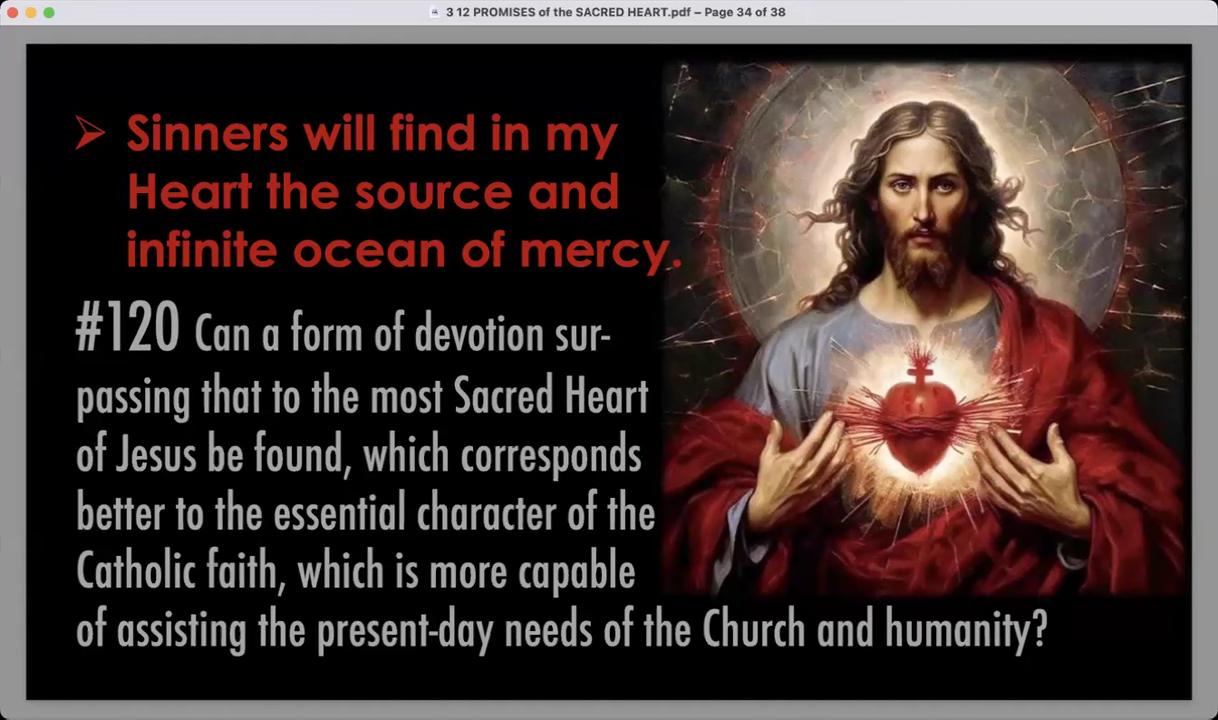 3 12 PROMISES of the SACRED HEART.pdf – Page 34 of 38
➢ Sinners will find in my
Heart the source and
infinite ocean of mercy.
#120 Can a form of devotion sur-
passing that to the most Sacred Heart
of Jesus be found, which corresponds
better to the essential character of the
Catholic faith, which is more capable
of assisting the present-day needs of the Church and humanity?